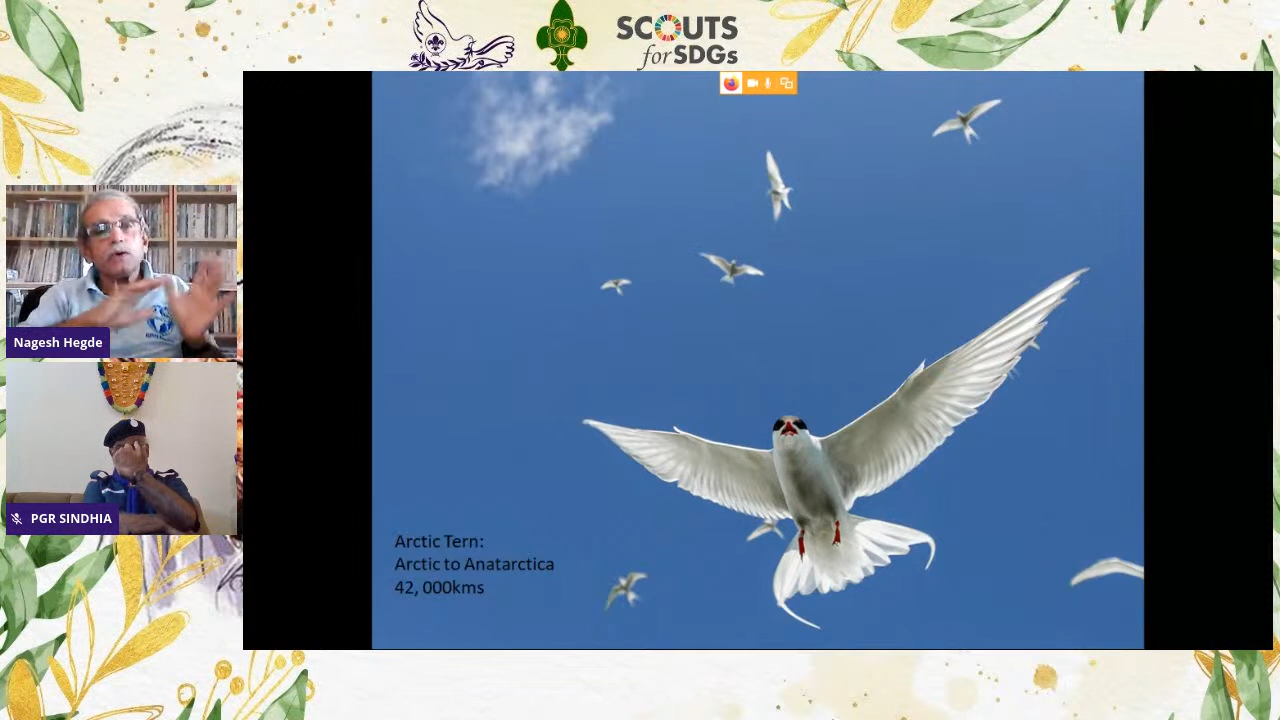 SCOUTS
for SDGs
Nagesh Hegde
PGR SINDHIA
Arctic Tern:
Arctic to Anatarctica
42, 000kms